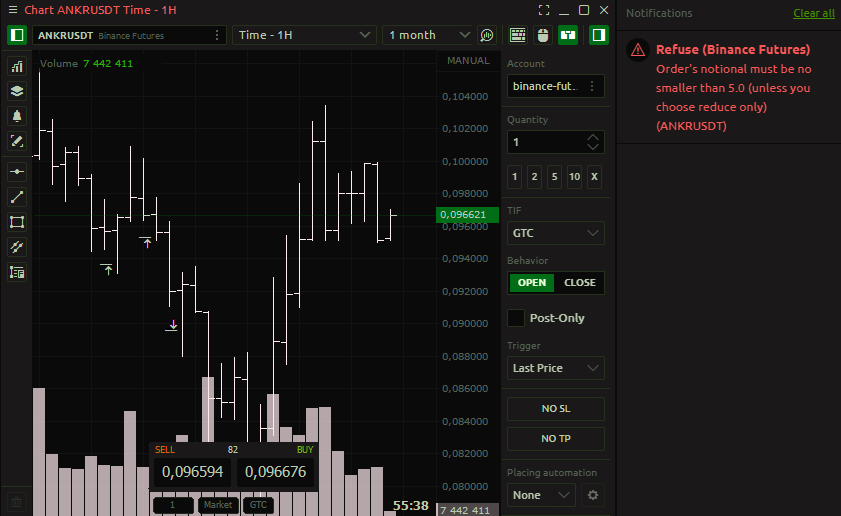 Chart ANKRUSDT Time - 1H
ANKRUSDT Binance Futures
Time - 1H
1 month
Volume 7 442 411
MANUAL
0,104000
0,102000
0,100000
0,098000
0,096621
0,096000
0,094000
0,092000
0,090000
0,088000
0,086000
0,084000
0,082000
0,080000
7 442 411
55:38
SELL 82 BUY
0,096594 0,096676
1 Market GTC
Account
binance-fut...
Quantity
1
1 2 5 10 X
TIF
GTC
Behavior
OPEN CLOSE
Post-Only
Trigger
Last Price
NO SL
NO TP
Placing automation
None
Notifications Clear all
Refuse (Binance Futures)
Order's notional must be no
smaller than 5.0 (unless you
choose reduce only)
(ANKRUSDT)